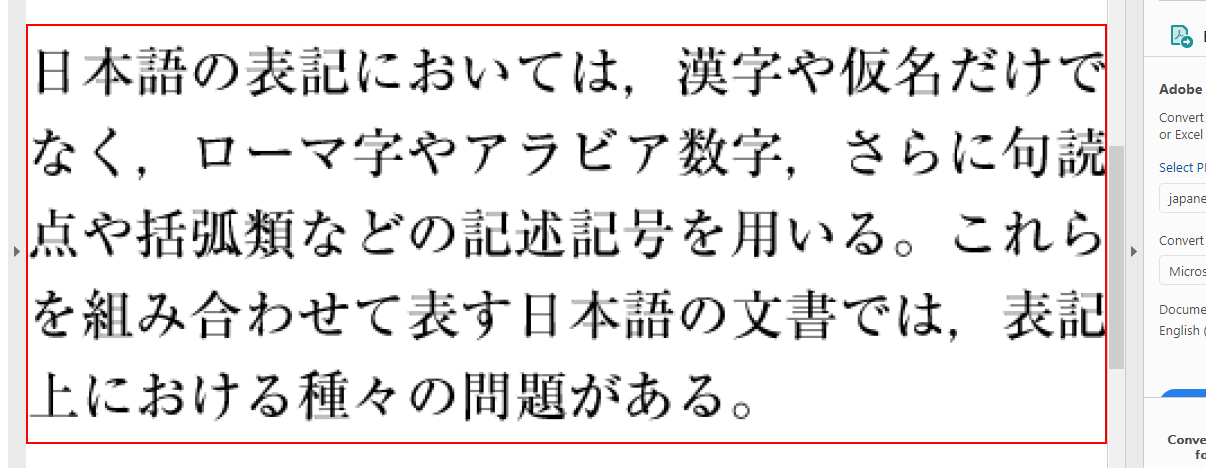 日本語の表記においては，漢字や仮名だけで
なく，ローマ字やアラビア数字，さらに句読
点や括弧類などの記述記号を用いる。これら
を組み合わせて表す日本語の文書では，表記
上における種々の問題がある。
Adobe
Convert
or Excel
Select
japane
Convert
Micros
Docume
English (
Conve
fo